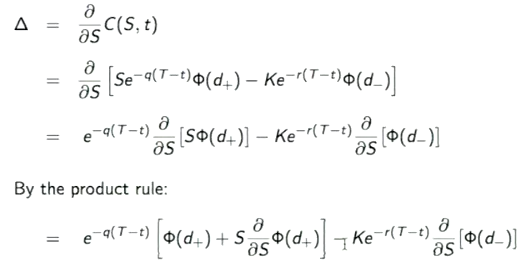 Δ = ∂/∂S C(S, t)
= ∂/∂S [Se^{-q(T-t)}Φ(d₊) − Ke^{-r(T-t)}Φ(d₋)]
= e^{-q(T-t)} ∂/∂S [SΦ(d₊)] − Ke^{-r(T-t)} ∂/∂S [Φ(d₋)]
By the product rule:
= e^{-q(T-t)} [Φ(d₊) + S ∂/∂S Φ(d₊)] − Ke^{-r(T-t)} ∂/∂S [Φ(d₋)]